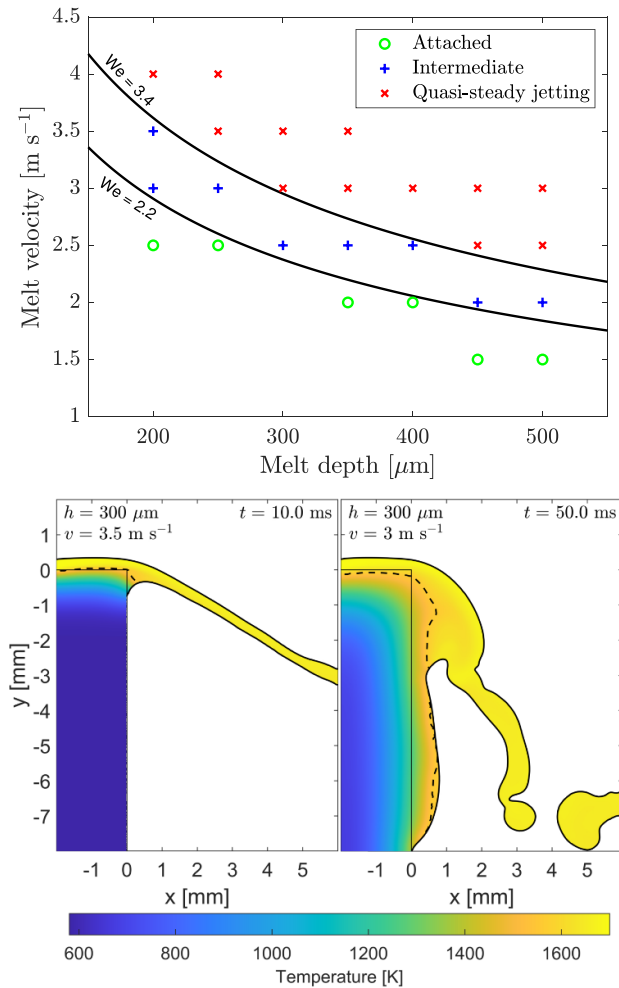 4.5
4
3.5
3
2.5
2
1.5
1
Melt velocity [m s⁻¹]
We = 3.4
We = 2.2
Attached
Intermediate
Quasi-steady jetting
200
300
400
500
Melt depth [μm]
h = 300 μm
v = 3.5 m s⁻¹
t = 10.0 ms
h = 300 μm
v = 3 m s⁻¹
t = 50.0 ms
1
0
-1
-2
-3
-4
-5
-6
-7
y [mm]
-1 0 1 2 3 4 5
x [mm]
-1 0 1 2 3 4 5
x [mm]
600 800 1000 1200 1400 1600
Temperature [K]